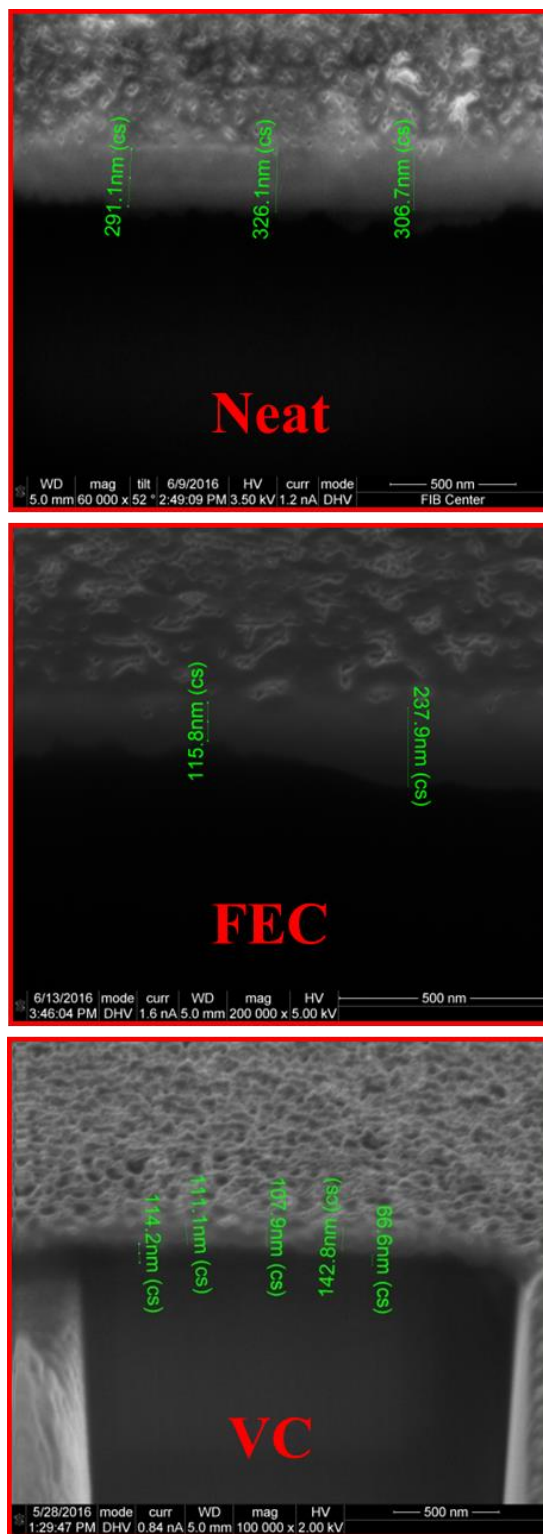 291.1nm (cs)
326.1nm (cs)
306.7nm (cs)
Neat
WD mag tilt 6/9/2016 HV curr mode 500 nm
5.0 mm 60 000 x 52 ° 2:49:09 PM 3.50 kV 1.2 nA DHV FIB Center
115.8nm (cs)
237.9nm (cs)
FEC
6/13/2016 mode curr WD mag HV 500 nm
3:46:04 PM DHV 1.6 nA 5.0 mm 200 000 x 5.00 kV
114.2nm (cs)
111.1nm (cs)
107.9nm (cs)
142.8nm (cs)
66.6nm (cs)
VC
5/28/2016 mode curr WD mag HV 500 nm
1:29:47 PM DHV 0.84 nA 5.0 mm 100 000 x 2.00 kV